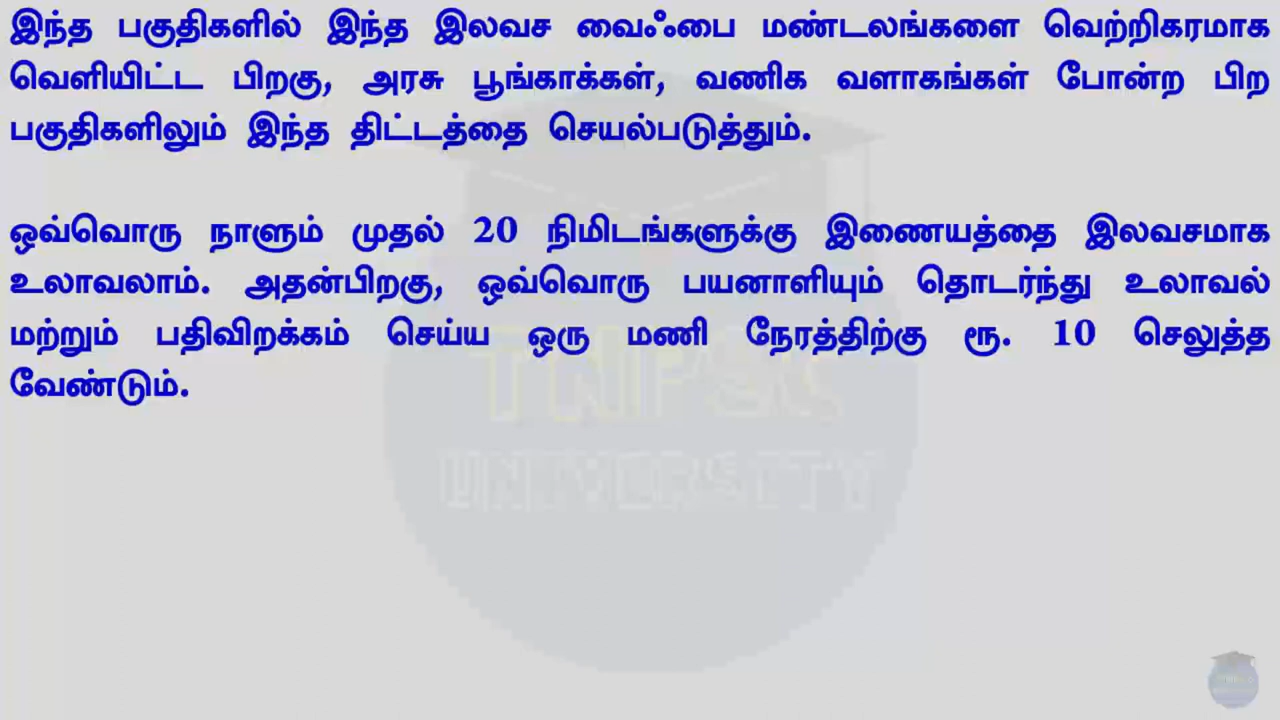 இந்த பகுதிகளில் இந்த இலவச வைஃபை மண்டலங்களை வெற்றிகரமாக
வெளியிட்ட பிறகு, அரசு பூங்காக்கள், வணிக வளாகங்கள் போன்ற பிற
பகுதிகளிலும் இந்த திட்டத்தை செயல்படுத்தும்.
ஒவ்வொரு நாளும் முதல் 20 நிமிடங்களுக்கு இணையத்தை இலவசமாக
உலாவலாம். அதன்பிறகு, ஒவ்வொரு பயனாளியும் தொடர்ந்து உலாவல்
மற்றும் பதிவிறக்கம் செய்ய ஒரு மணி நேரத்திற்கு ரூ. 10 செலுத்த
வேண்டும்.
TNPSC
UNIVERSITY